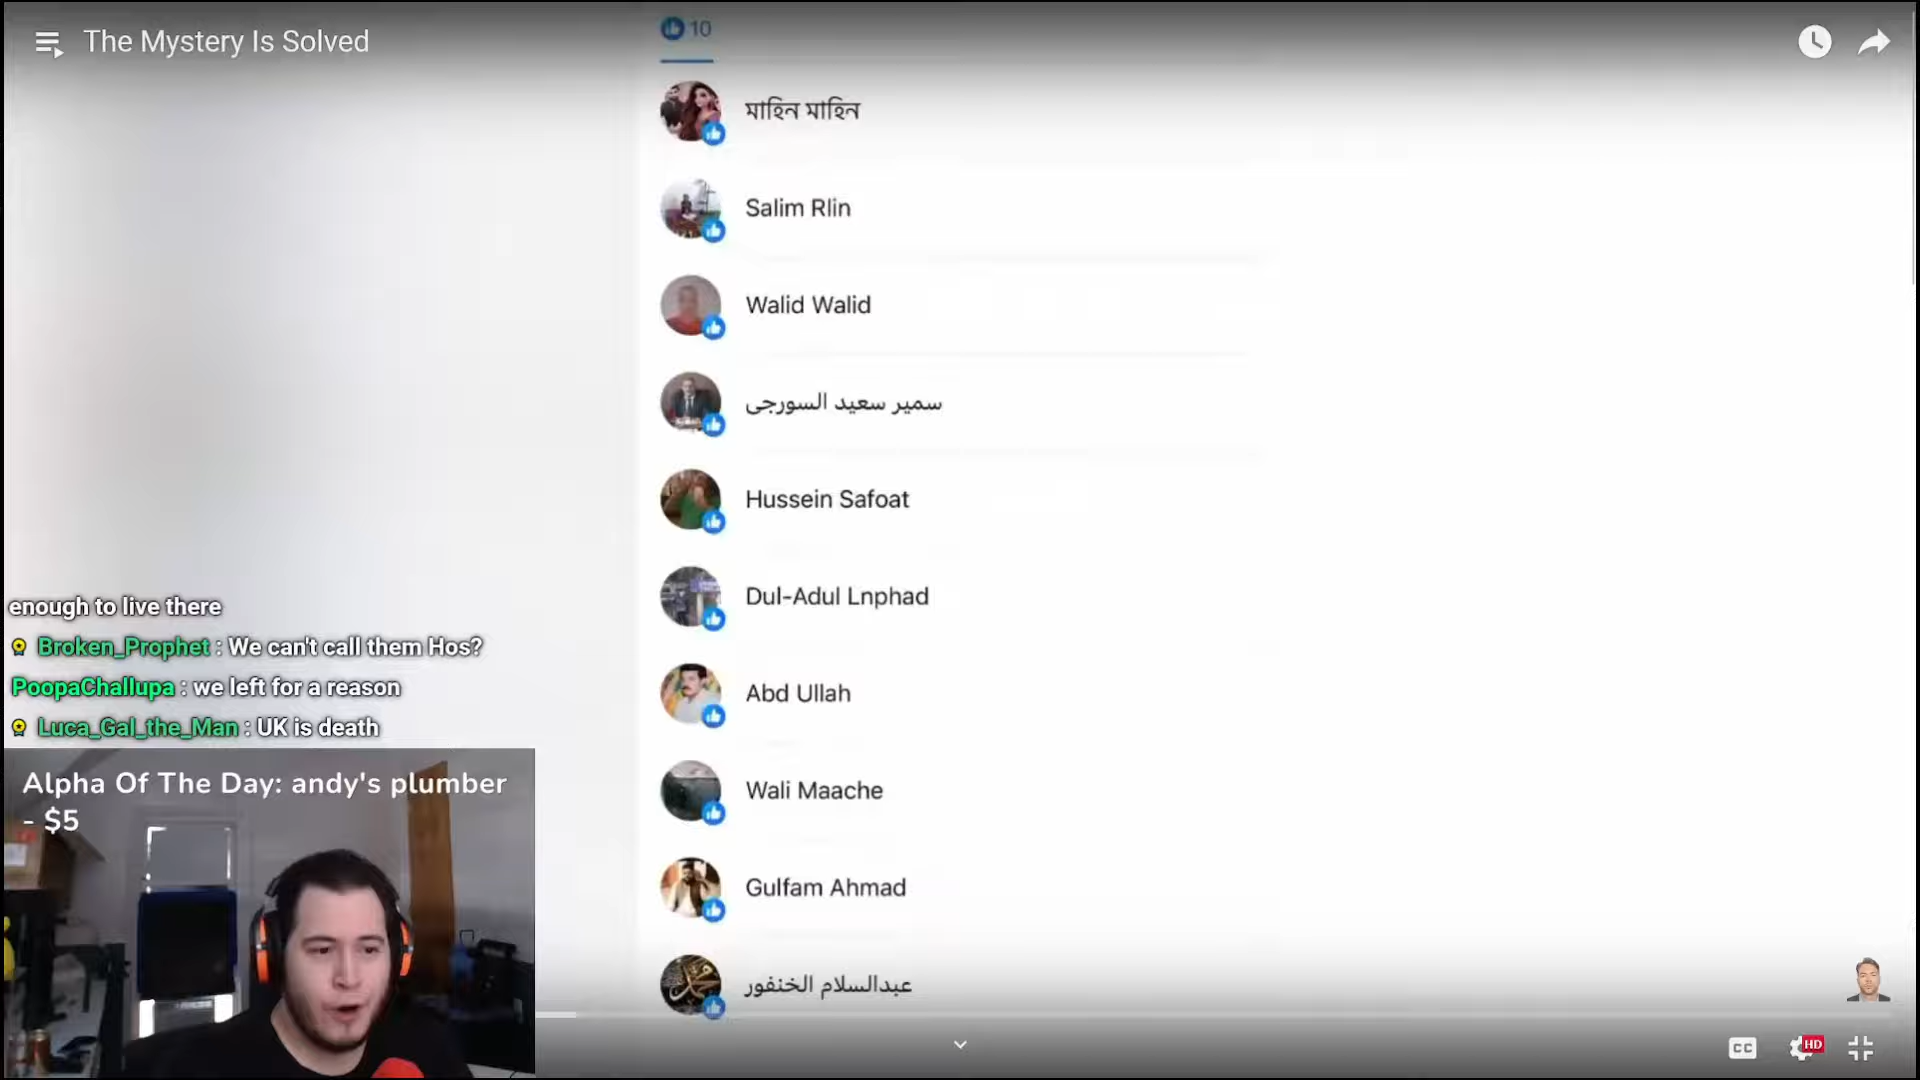 The Mystery Is Solved
10
মাহিন মাহিন
Salim Rlin
Walid Walid
سمير سعيد السورجى
Hussein Safoat
Dul-Adul Lnphad
Abd Ullah
Wali Maache
Gulfam Ahmad
عبدالسلام الخنفور
enough to live there
Broken_Prophet : We can't call them Hos?
PoopaChallupa : we left for a reason
Luca_Gal_the_Man : UK is death
Alpha Of The Day: andy's plumber
- $5
CC
HD